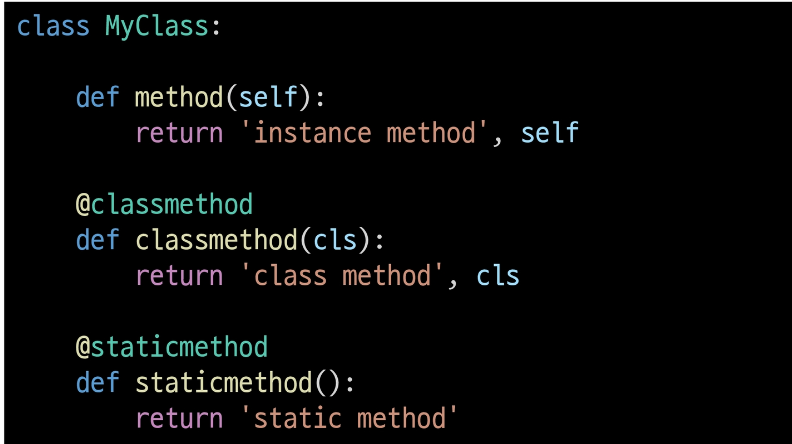 class MyClass:
    def method(self):
        return 'instance method', self
    @classmethod
    def classmethod(cls):
        return 'class method', cls
    @staticmethod
    def staticmethod():
        return 'static method'